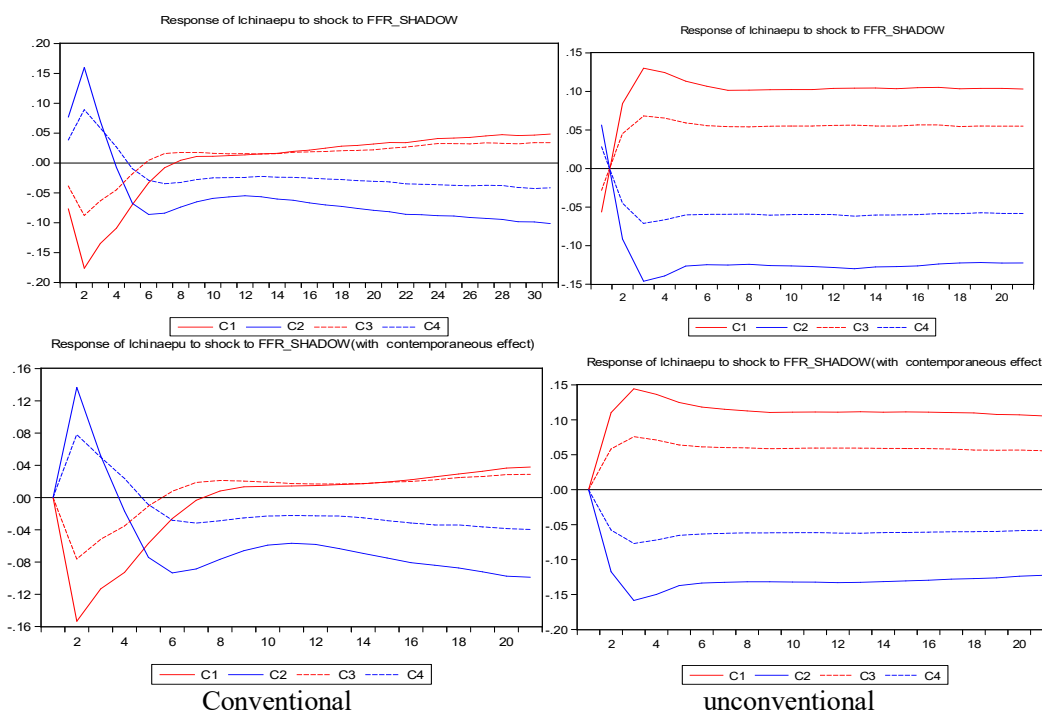 Response of lchinaepu to shock to FFR_SHADOW
.20
.15
.10
.05
.00
-.05
-.10
-.15
-.20
2 4 6 8 10 12 14 16 18 20 22 24 26 28 30
C1 C2 C3 C4
Response of lchinaepu to shock to FFR_SHADOW
.15
.10
.05
.00
-.05
-.10
-.15
2 4 6 8 10 12 14 16 18 20
C1 C2 C3 C4
Response of lchinaepu to shock to FFR_SHADOW(with contemporaneous effect)
.16
.12
.08
.04
.00
-.04
-.08
-.12
-.16
2 4 6 8 10 12 14 16 18 20
C1 C2 C3 C4
Conventional
Response of lchinaepu to shock to FFR_SHADOW(with contemporaneous effect
.15
.10
.05
.00
-.05
-.10
-.15
-.20
2 4 6 8 10 12 14 16 18 20
C1 C2 C3 C4
unconventional